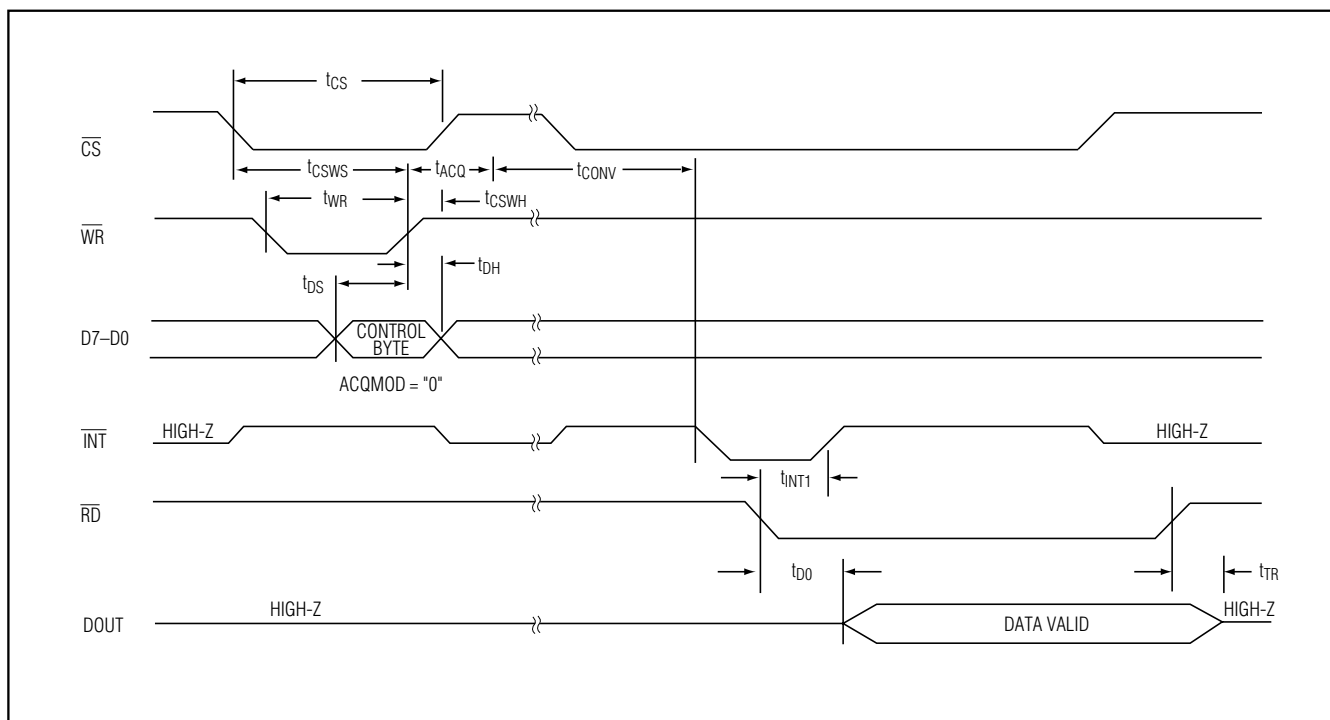 tCS
CS
tCSWS tACQ tCONV
tWR tCSWH
WR
tDH
tDS
D7–D0 CONTROL
BYTE
ACQMOD = "0"
INT HIGH-Z HIGH-Z
tINT1
RD
tD0 tTR
HIGH-Z HIGH-Z
DOUT DATA VALID